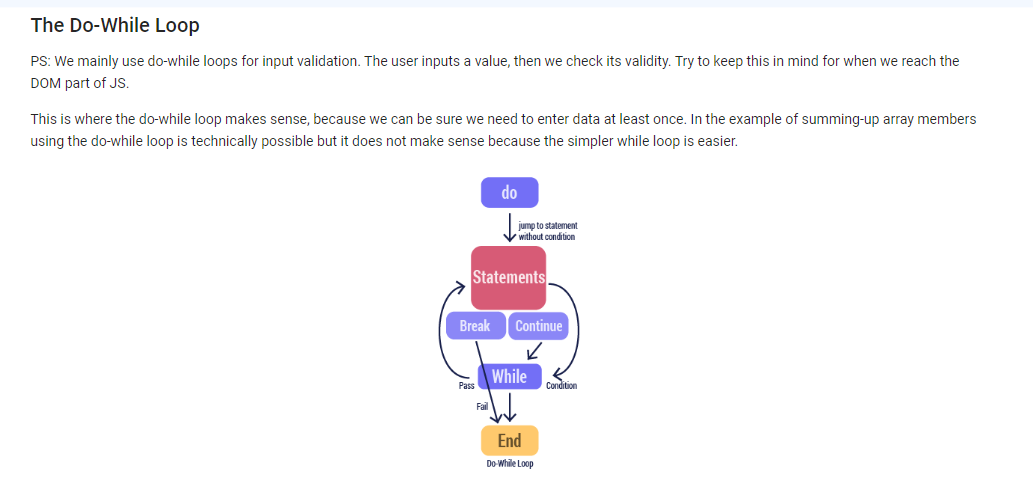 The Do-While Loop
PS: We mainly use do-while loops for input validation. The user inputs a value, then we check its validity. Try to keep this in mind for when we reach the
DOM part of JS.
This is where the do-while loop makes sense, because we can be sure we need to enter data at least once. In the example of summing-up array members
using the do-while loop is technically possible but it does not make sense because the simpler while loop is easier.
do
jump to statement
without condition
Statements
Break
Continue
While
Pass
Condition
Fail
End
Do-While Loop